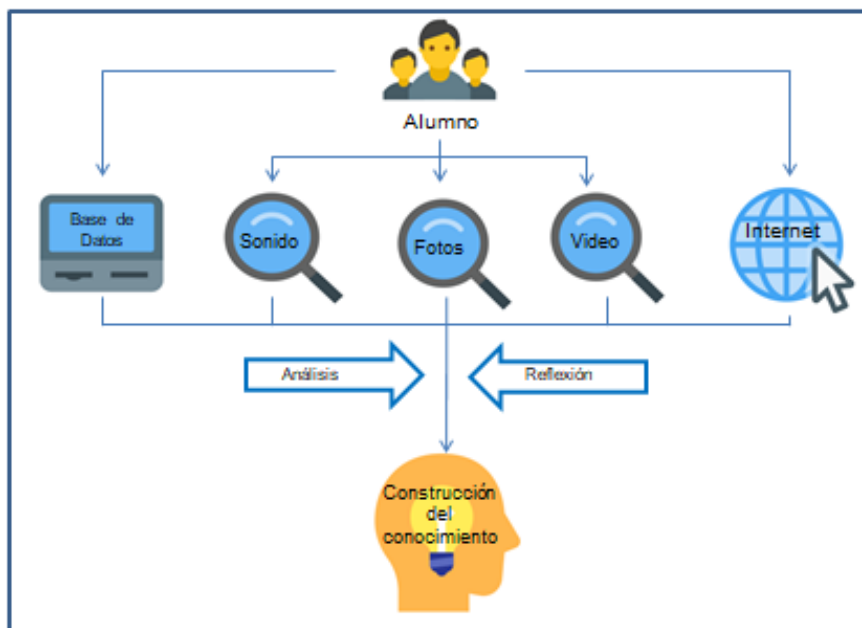 Alumno
Base de
Datos
Sonido
Fotos
Video
Internet
Análisis
Reflexión
Construcción
del
conocimiento